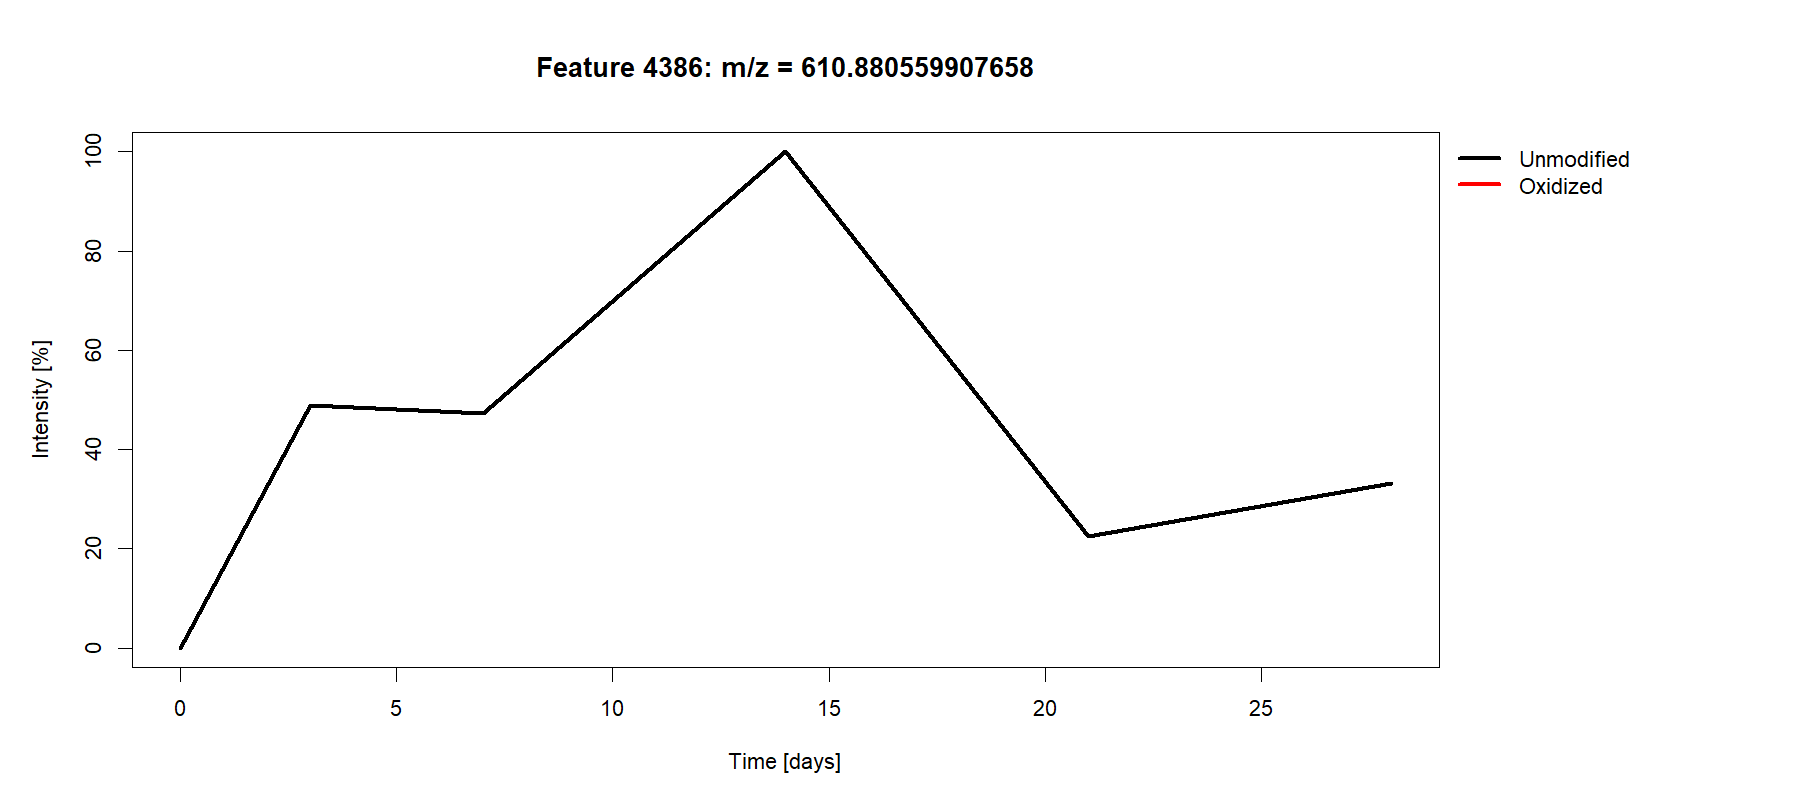 Feature 4386: m/z = 610.880559907658
Unmodified
Oxidized
Intensity [%]
100
80
60
40
20
0
0 5 10 15 20 25
Time [days]